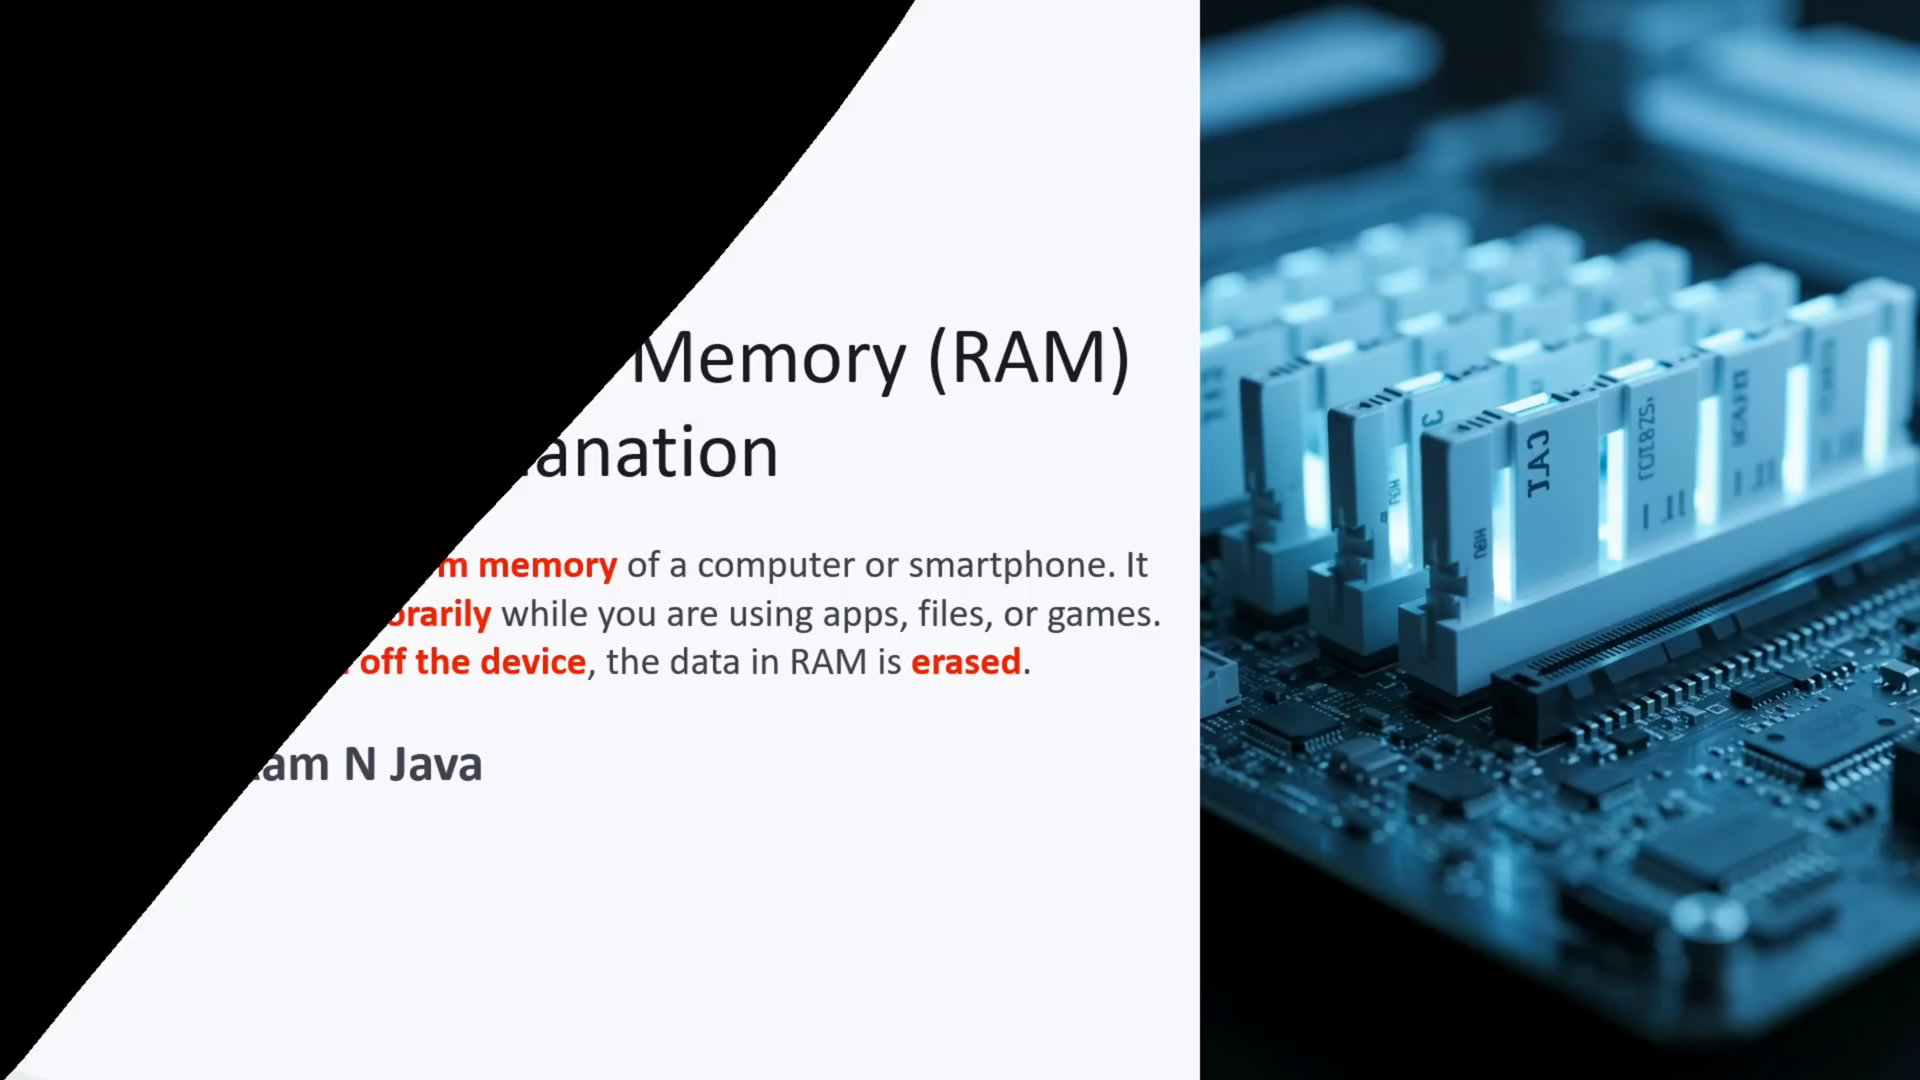 Memory (RAM)
anation
m memory of a computer or smartphone. It
orarily while you are using apps, files, or games.
off the device, the data in RAM is erased.
am N Java